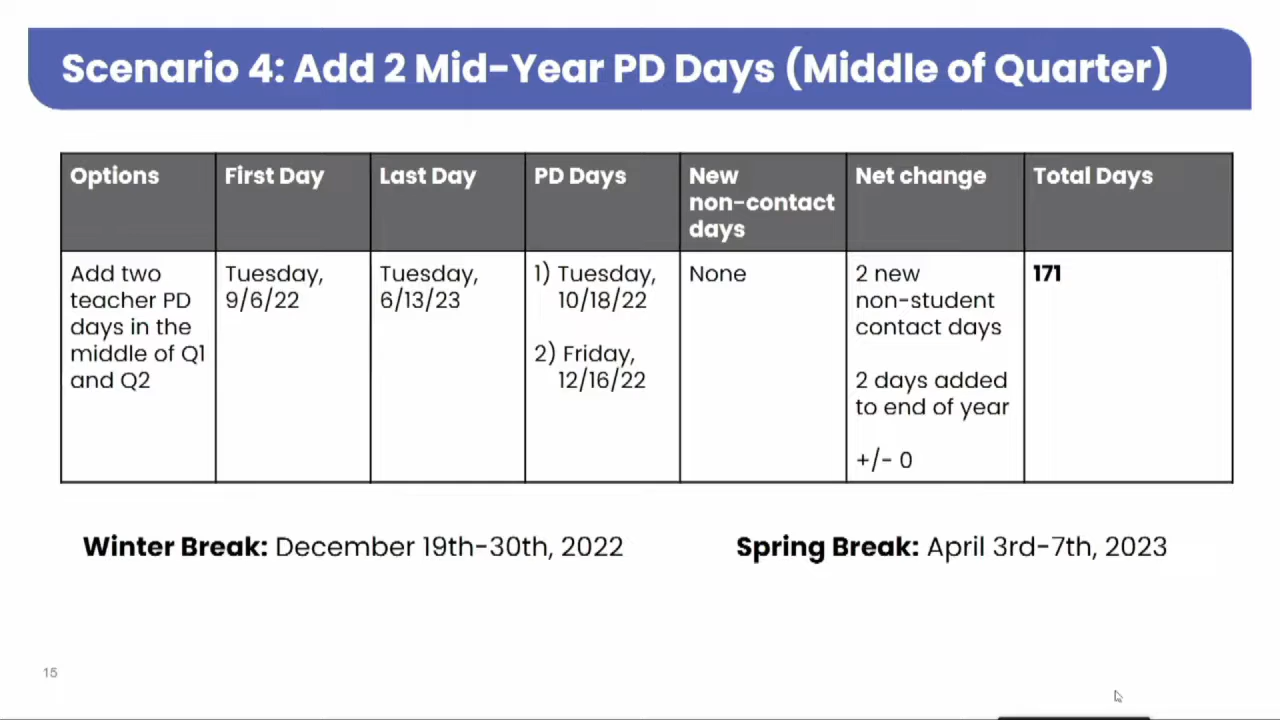 Scenario 4: Add 2 Mid-Year PD Days (Middle of Quarter)
Options
First Day
Last Day
PD Days
New
non-contact
days
Net change
Total Days
Add two
teacher PD
days in the
middle of Q1
and Q2
Tuesday,
9/6/22
Tuesday,
6/13/23
1) Tuesday,
10/18/22
2) Friday,
12/16/22
None
2 new
non-student
contact days
2 days added
to end of year
+/- 0
171
Winter Break: December 19th-30th, 2022
Spring Break: April 3rd-7th, 2023
15